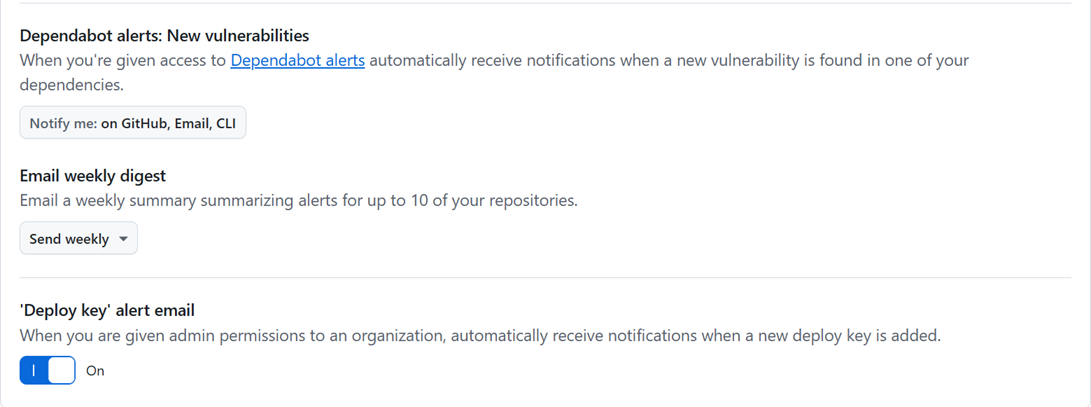 Dependabot alerts: New vulnerabilities
When you're given access to Dependabot alerts automatically receive notifications when a new vulnerability is found in one of your
dependencies.
Notify me: on GitHub, Email, CLI
Email weekly digest
Email a weekly summary summarizing alerts for up to 10 of your repositories.
Send weekly
'Deploy key' alert email
When you are given admin permissions to an organization, automatically receive notifications when a new deploy key is added.
On